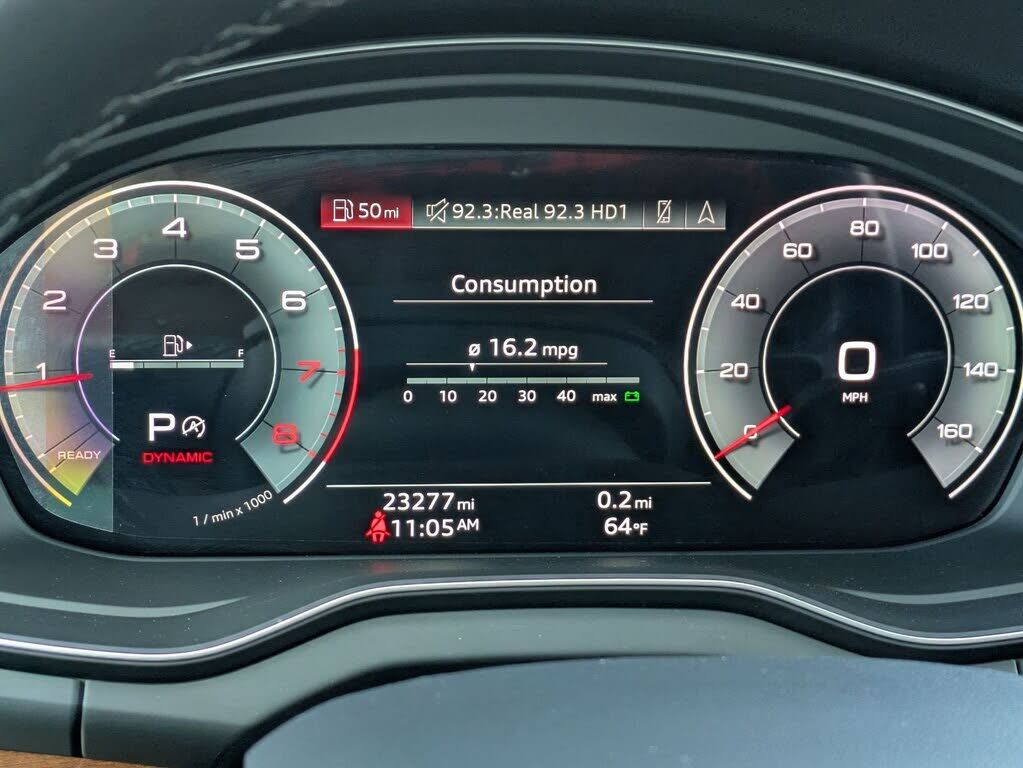 50 mi
92.3:Real 92.3 HD1
Consumption
ø 16.2 mpg
0 10 20 30 40 max
1 2 3 4 5 6 7 8
E F
P A
READY
DYNAMIC
1 / min x 1000
0 20 40 60 80 100 120 140 160
0
MPH
23277 mi 0.2 mi
11:05 AM 64°F